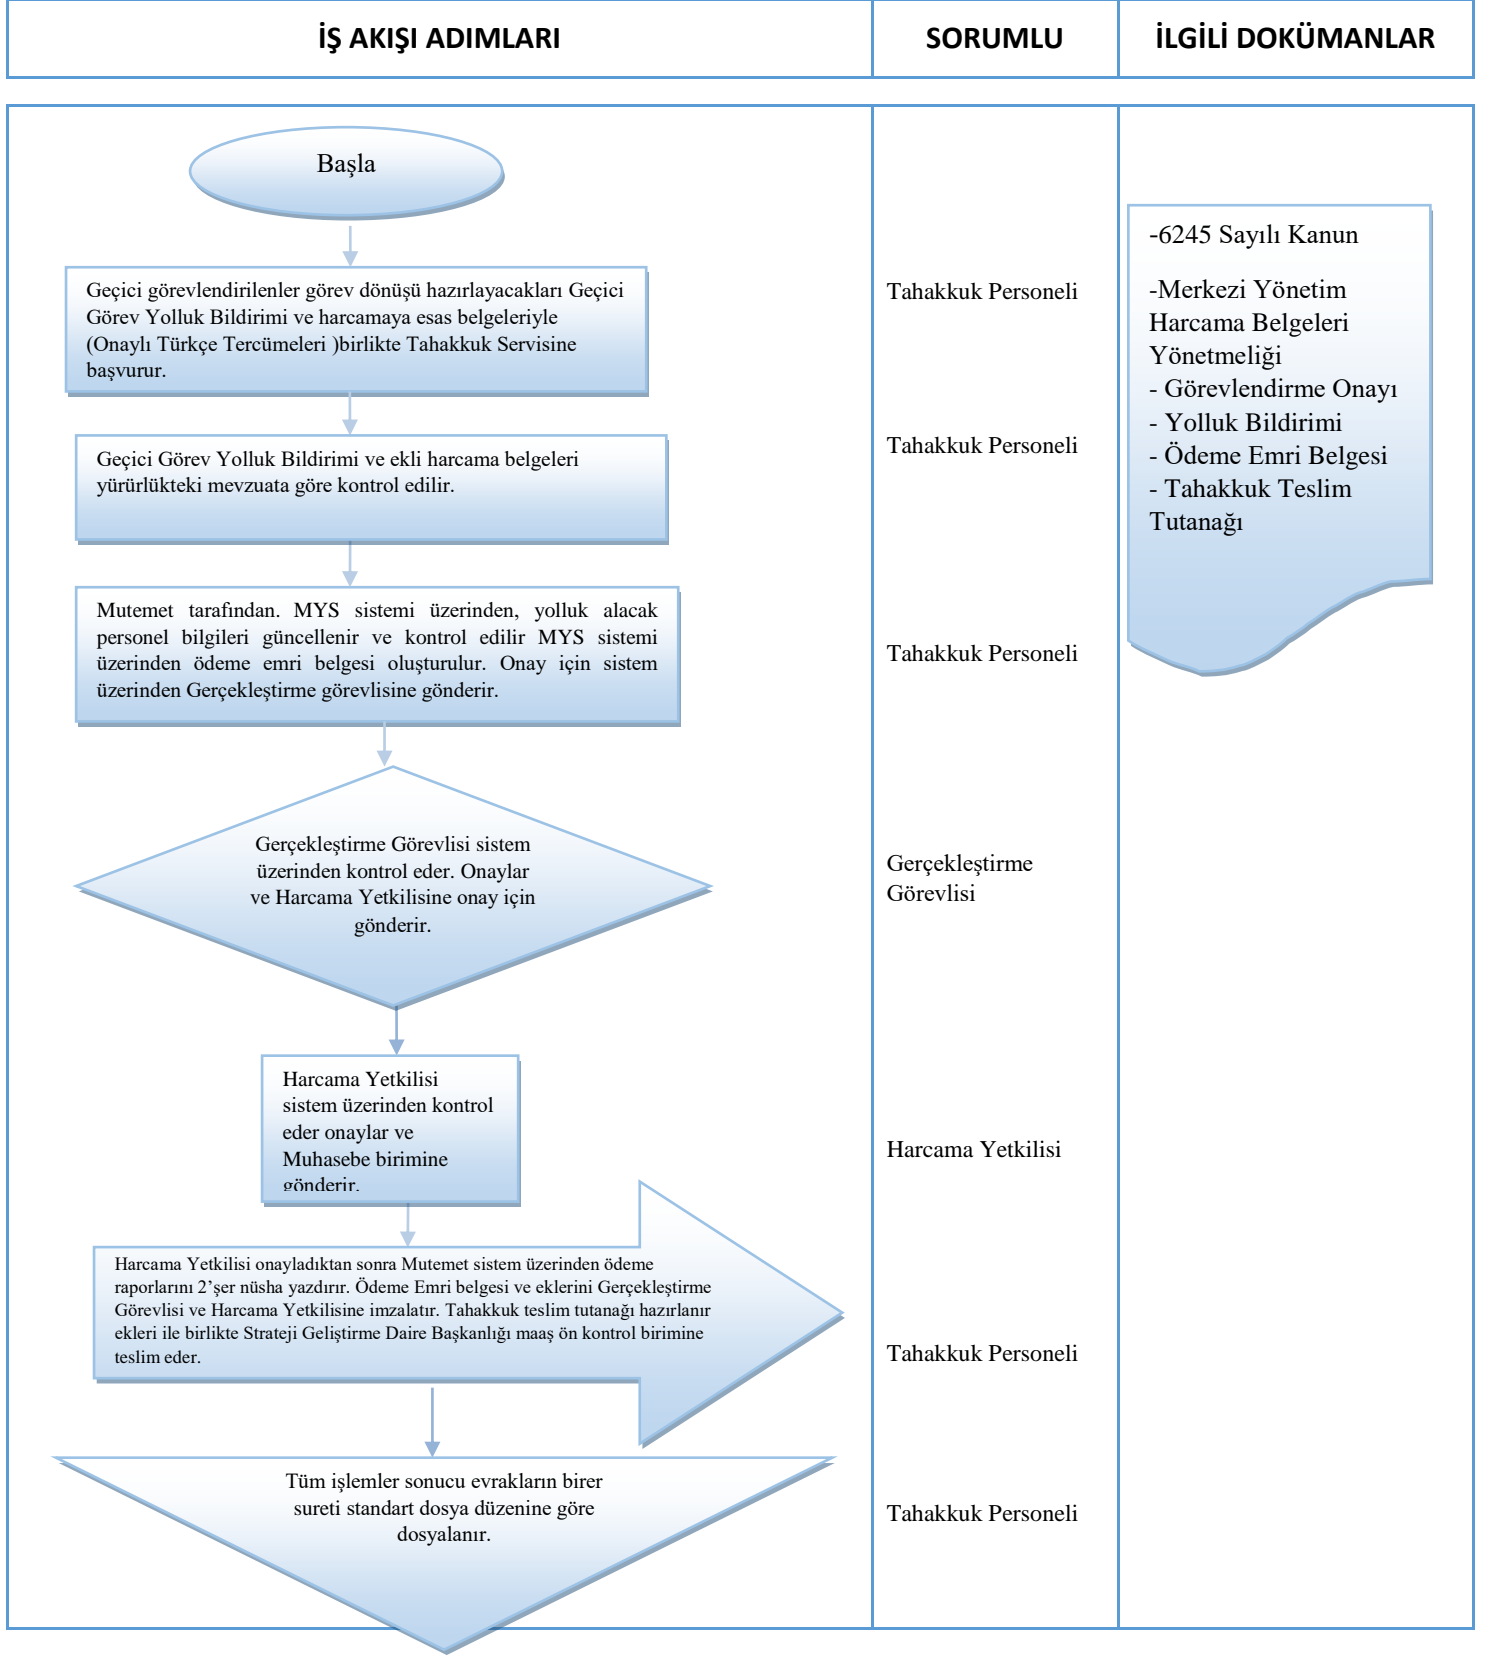 İŞ AKIŞI ADIMLARI
SORUMLU
İLGİLİ DOKÜMANLAR
Başla
Geçici görevlendirilenler görev dönüşü hazırlayacakları Geçici
Görev Yolluk Bildirimi ve harcamaya esas belgeleriyle
(Onaylı Türkçe Tercümeleri )birlikte Tahakkuk Servisine
başvurur.
Tahakkuk Personeli
Geçici Görev Yolluk Bildirimi ve ekli harcama belgeleri
yürürlükteki mevzuata göre kontrol edilir.
Tahakkuk Personeli
Mutemet tarafından. MYS sistemi üzerinden, yolluk alacak
personel bilgileri güncellenir ve kontrol edilir MYS sistemi
üzerinden ödeme emri belgesi oluşturulur. Onay için sistem
üzerinden Gerçekleştirme görevlisine gönderir.
Tahakkuk Personeli
Gerçekleştirme Görevlisi sistem
üzerinden kontrol eder. Onaylar
ve Harcama Yetkilisine onay için
gönderir.
Gerçekleştirme
Görevlisi
Harcama Yetkilisi
sistem üzerinden kontrol
eder onaylar ve
Muhasebe birimine
gönderir.
Harcama Yetkilisi
Harcama Yetkilisi onayladıktan sonra Mutemet sistem üzerinden ödeme
raporlarını 2’şer nüsha yazdırır. Ödeme Emri belgesi ve eklerini Gerçekleştirme
Görevlisi ve Harcama Yetkilisine imzalatır. Tahakkuk teslim tutanağı hazırlanır
ekleri ile birlikte Strateji Geliştirme Daire Başkanlığı maaş ön kontrol birimine
teslim eder.
Tahakkuk Personeli
Tüm işlemler sonucu evrakların birer
sureti standart dosya düzenine göre
dosyalanır.
Tahakkuk Personeli
-6245 Sayılı Kanun
-Merkezi Yönetim
Harcama Belgeleri
Yönetmeliği
- Görevlendirme Onayı
- Yolluk Bildirimi
- Ödeme Emri Belgesi
- Tahakkuk Teslim
Tutanağı